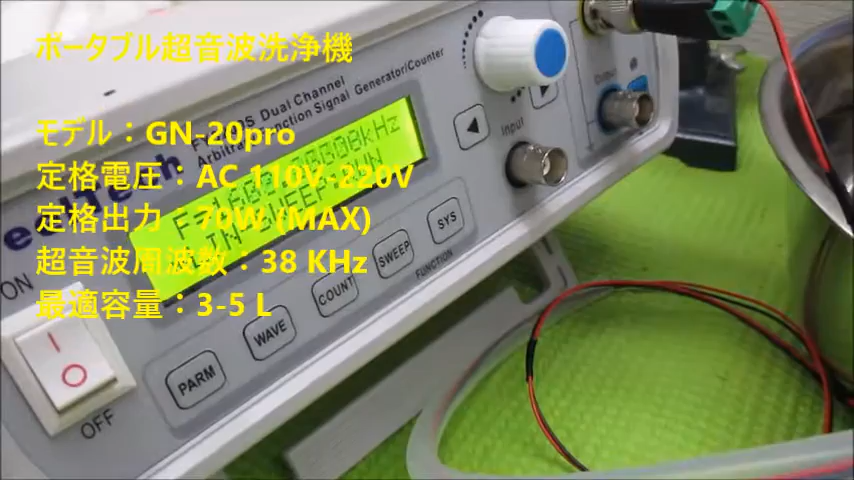 ポータブル超音波洗浄機
モデル：GN-20pro
定格電圧：AC 110V-220V
定格出力：70W (MAX)
超音波周波数：38 KHz
最適容量：3-5 L
Dual Channel
Function Signal Generator/Counter
Input
Output
SYS
SWEEP
COUNT
WAVE
PARM
FUNCTION
ON
OFF